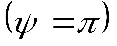 (ψ = π)